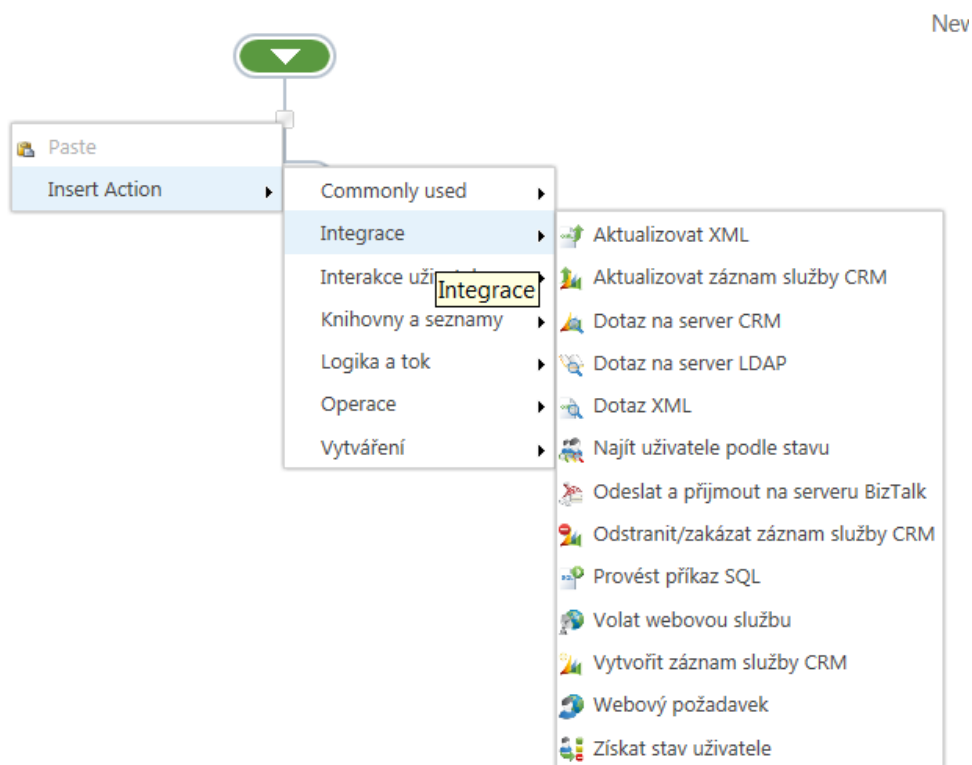 New
Paste
Insert Action
Commonly used
Integrace
Interakce uži
Integrace
Knihovny a seznamy
Logika a tok
Operace
Vytváření
Aktualizovat XML
Aktualizovat záznam služby CRM
Dotaz na server CRM
Dotaz na server LDAP
Dotaz XML
Najít uživatele podle stavu
Odeslat a přijmout na serveru BizTalk
Odstranit/zakázat záznam služby CRM
Provést příkaz SQL
Volat webovou službu
Vytvořit záznam služby CRM
Webový požadavek
Získat stav uživatele